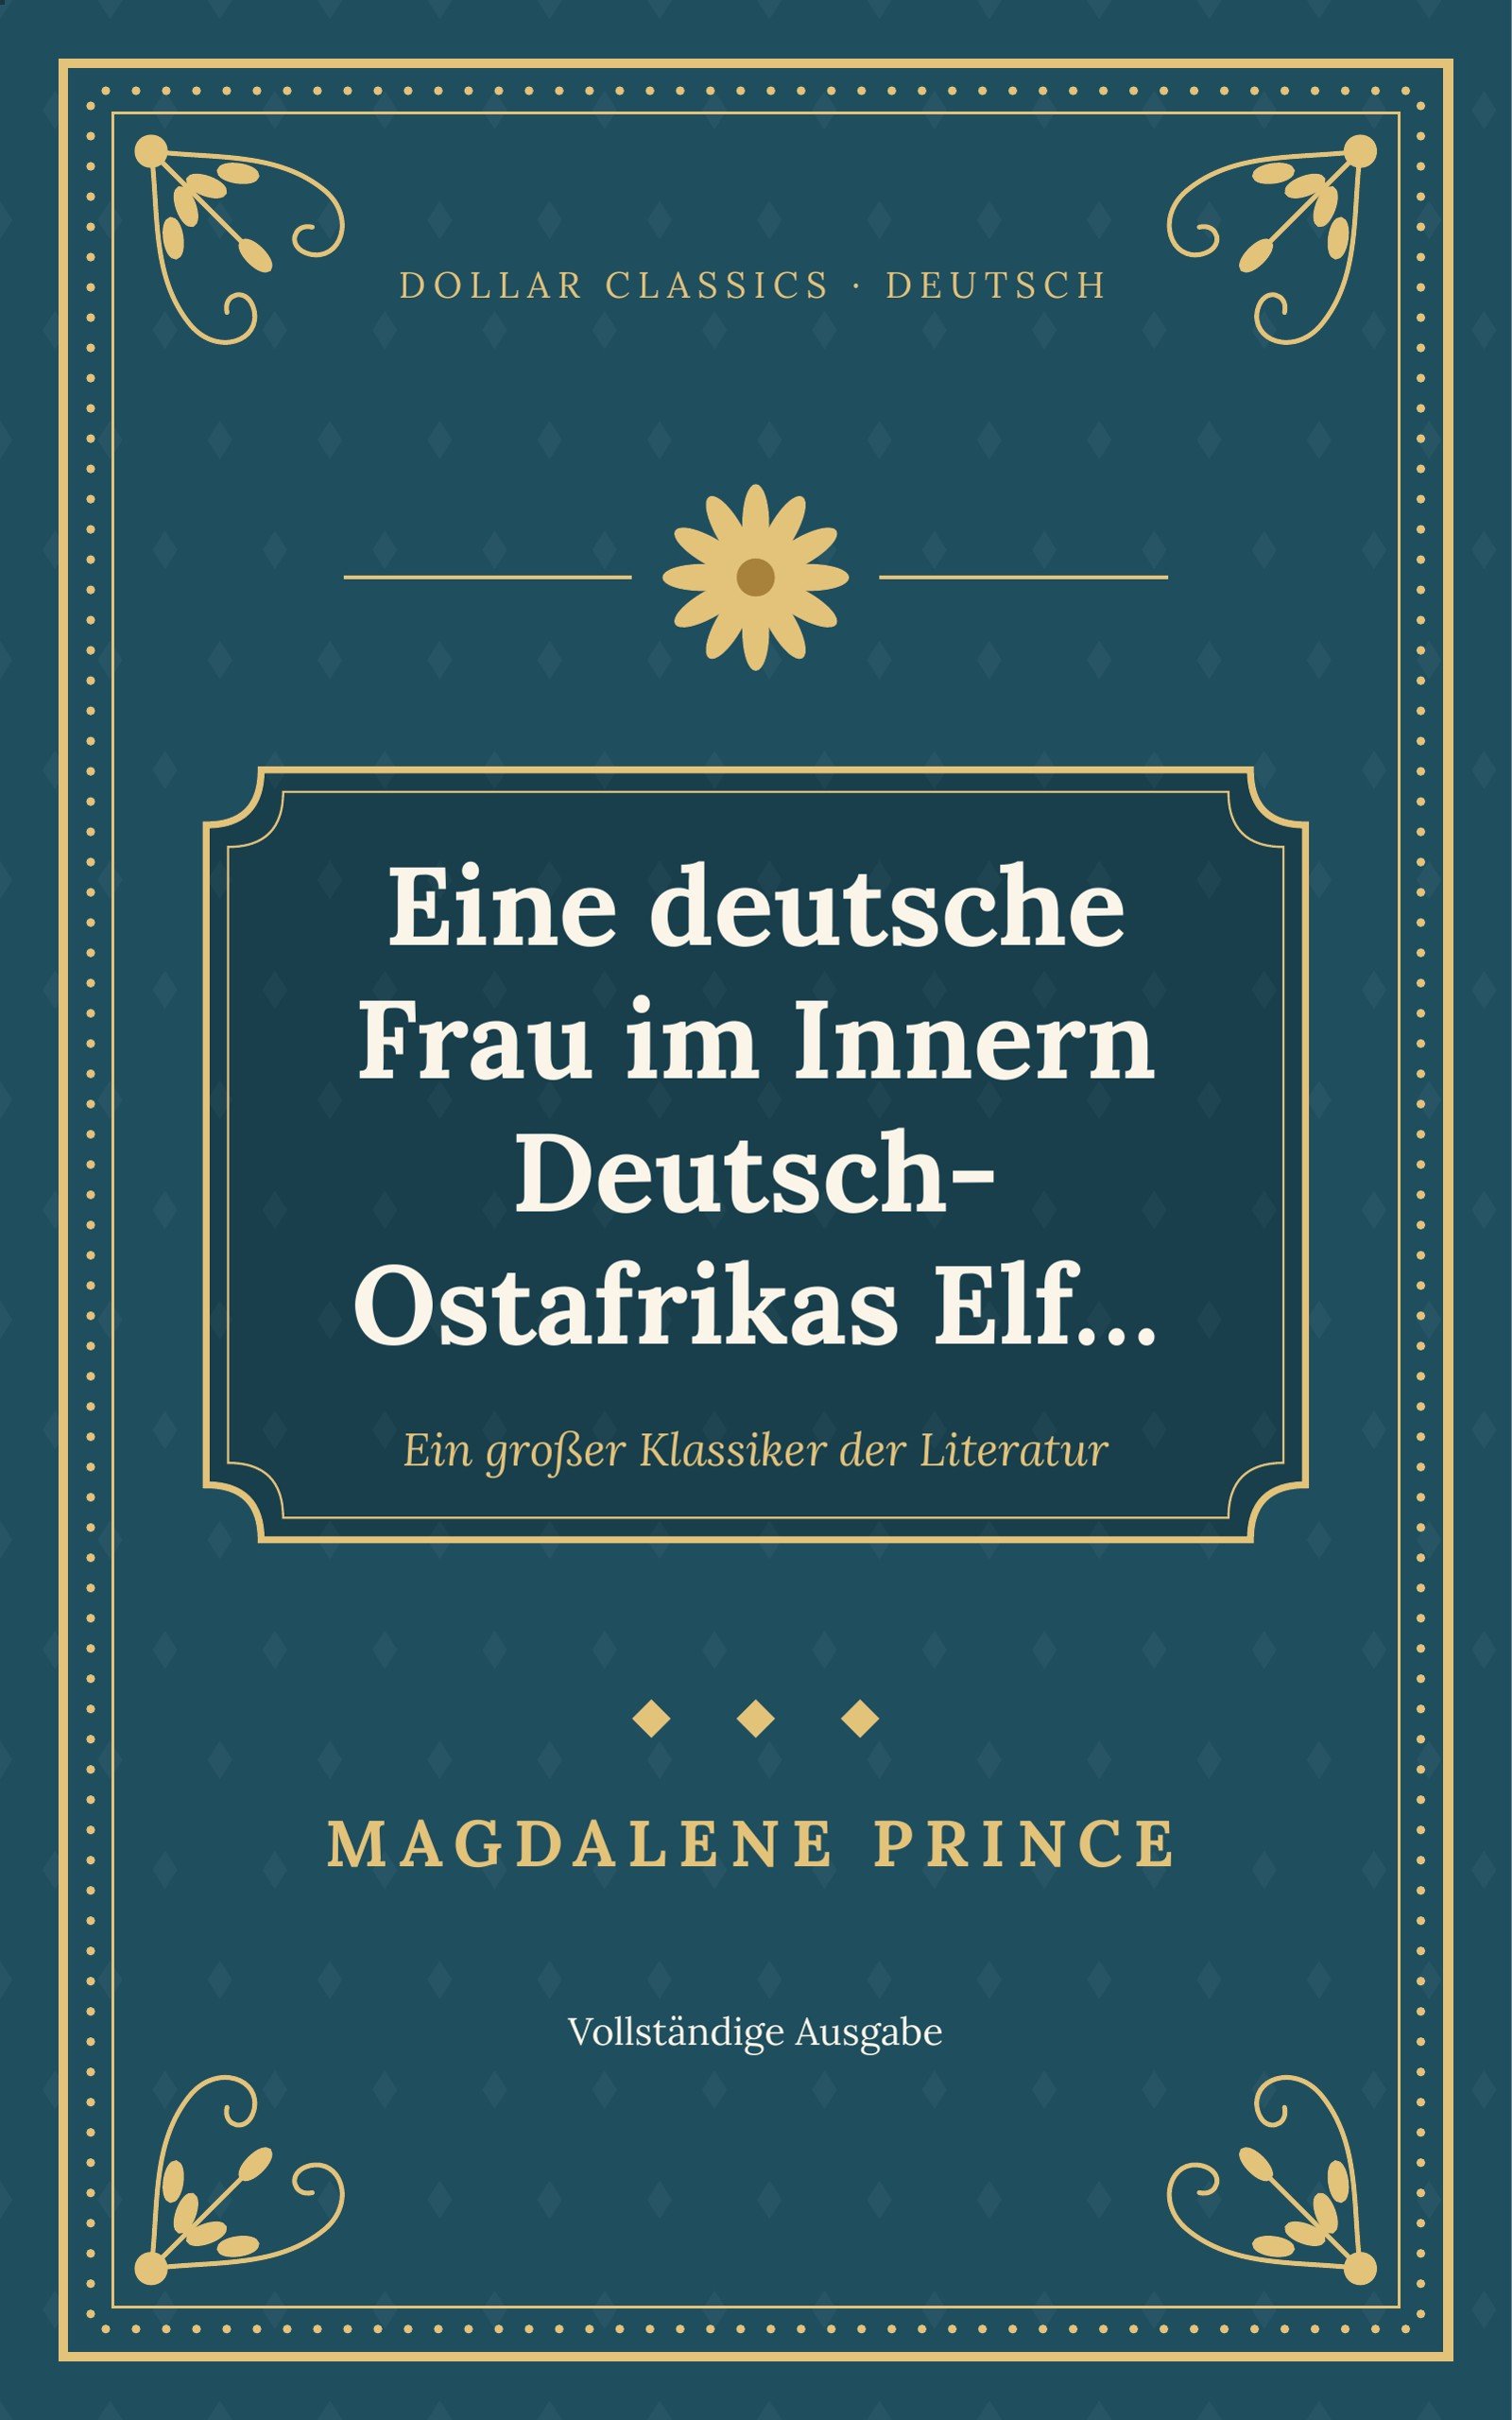 DOLLAR CLASSICS · DEUTSCH
Eine deutsche
Frau im Innern
Deutsch-
Ostafrikas Elf...
Ein großer Klassiker der Literatur
MAGDALENE PRINCE
Vollständige Ausgabe